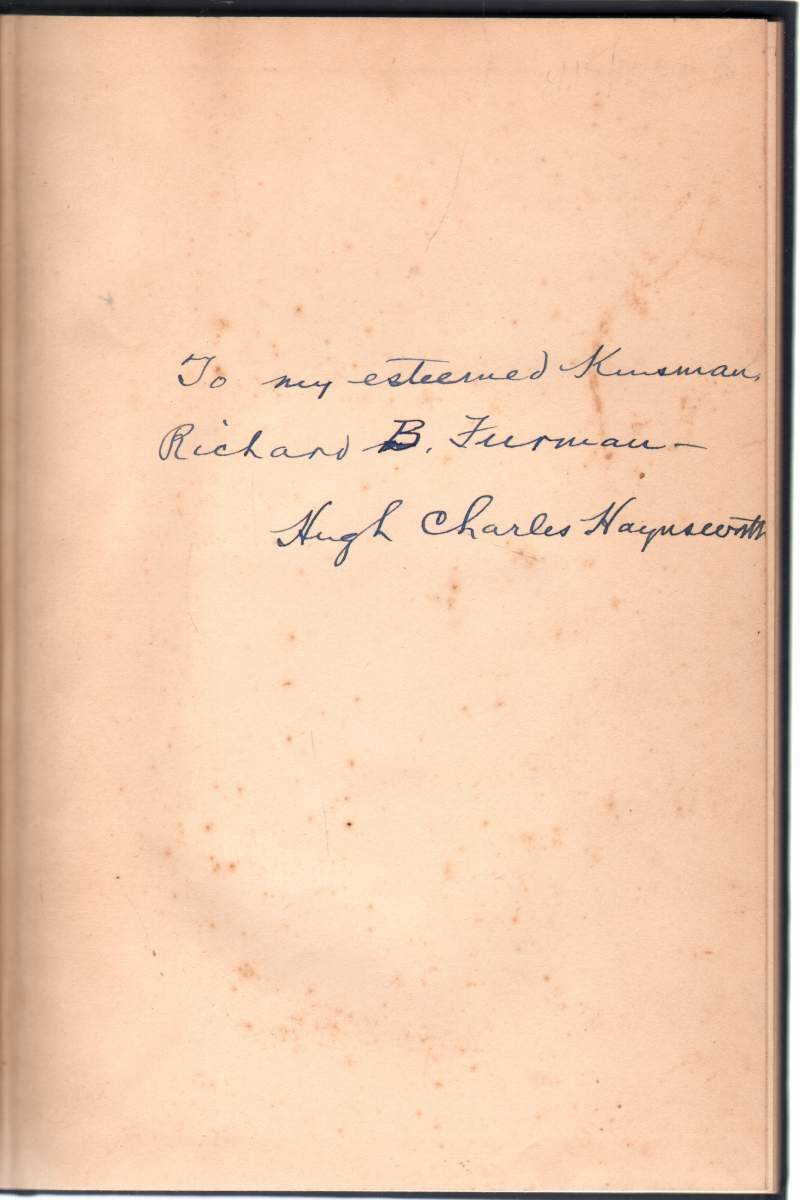 To my esteemed Kinsman,
Richard B. Furman —
Hugh Charles Haynsworth